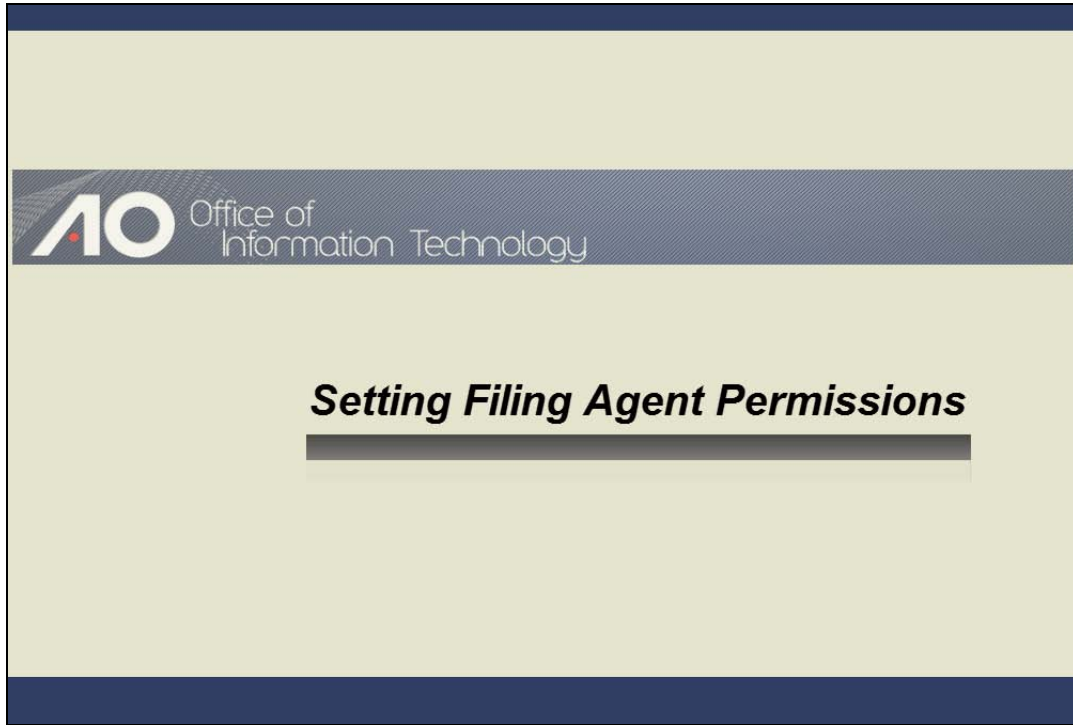 AO
Office of
Information Technology
Setting Filing Agent Permissions